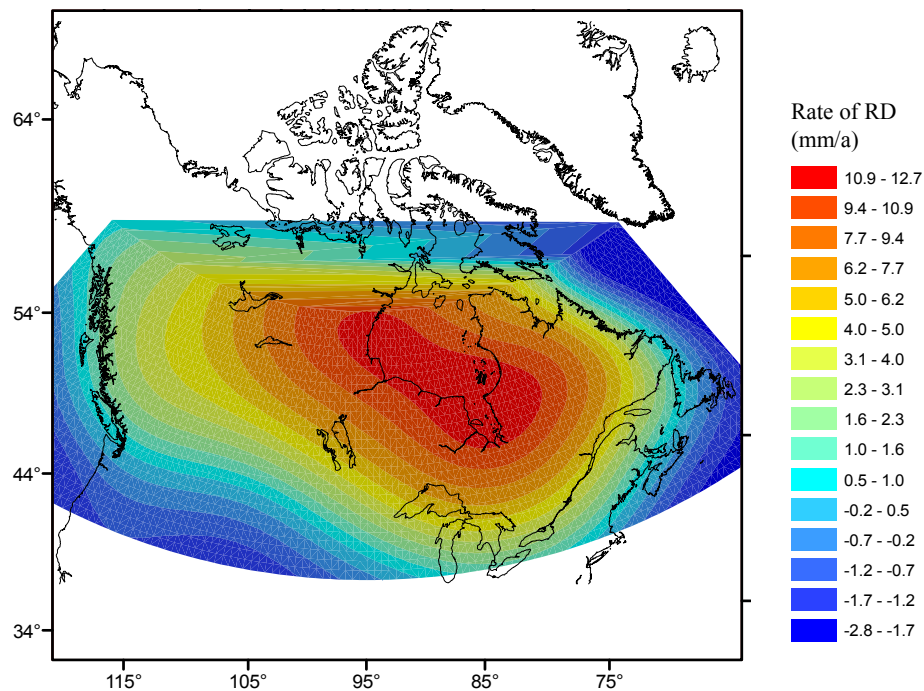 Rate of RD
(mm/a)
10.9 - 12.7
9.4 - 10.9
7.7 - 9.4
6.2 - 7.7
5.0 - 6.2
4.0 - 5.0
3.1 - 4.0
2.3 - 3.1
1.6 - 2.3
1.0 - 1.6
0.5 - 1.0
-0.2 - 0.5
-0.7 - -0.2
-1.2 - -0.7
-1.7 - -1.2
-2.8 - -1.7
64°
54°
44°
34°
115° 105° 95° 85° 75°